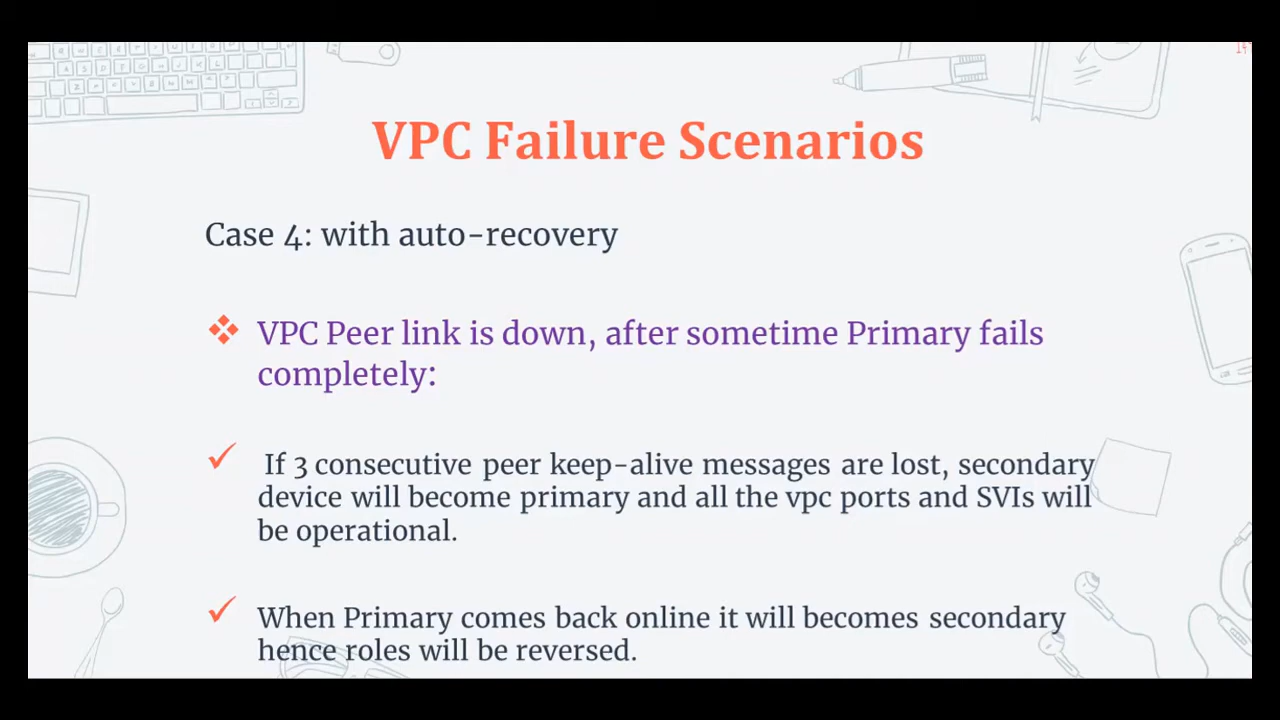 VPC Failure Scenarios
Case 4: with auto-recovery
VPC Peer link is down, after sometime Primary fails
completely:
If 3 consecutive peer keep-alive messages are lost, secondary
device will become primary and all the vpc ports and SVIs will
be operational.
When Primary comes back online it will becomes secondary
hence roles will be reversed.